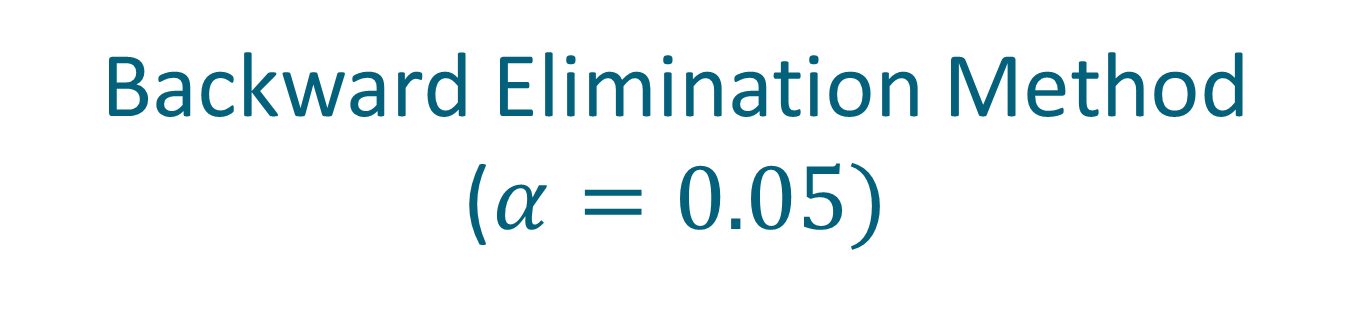 Backward Elimination Method
(α = 0.05)